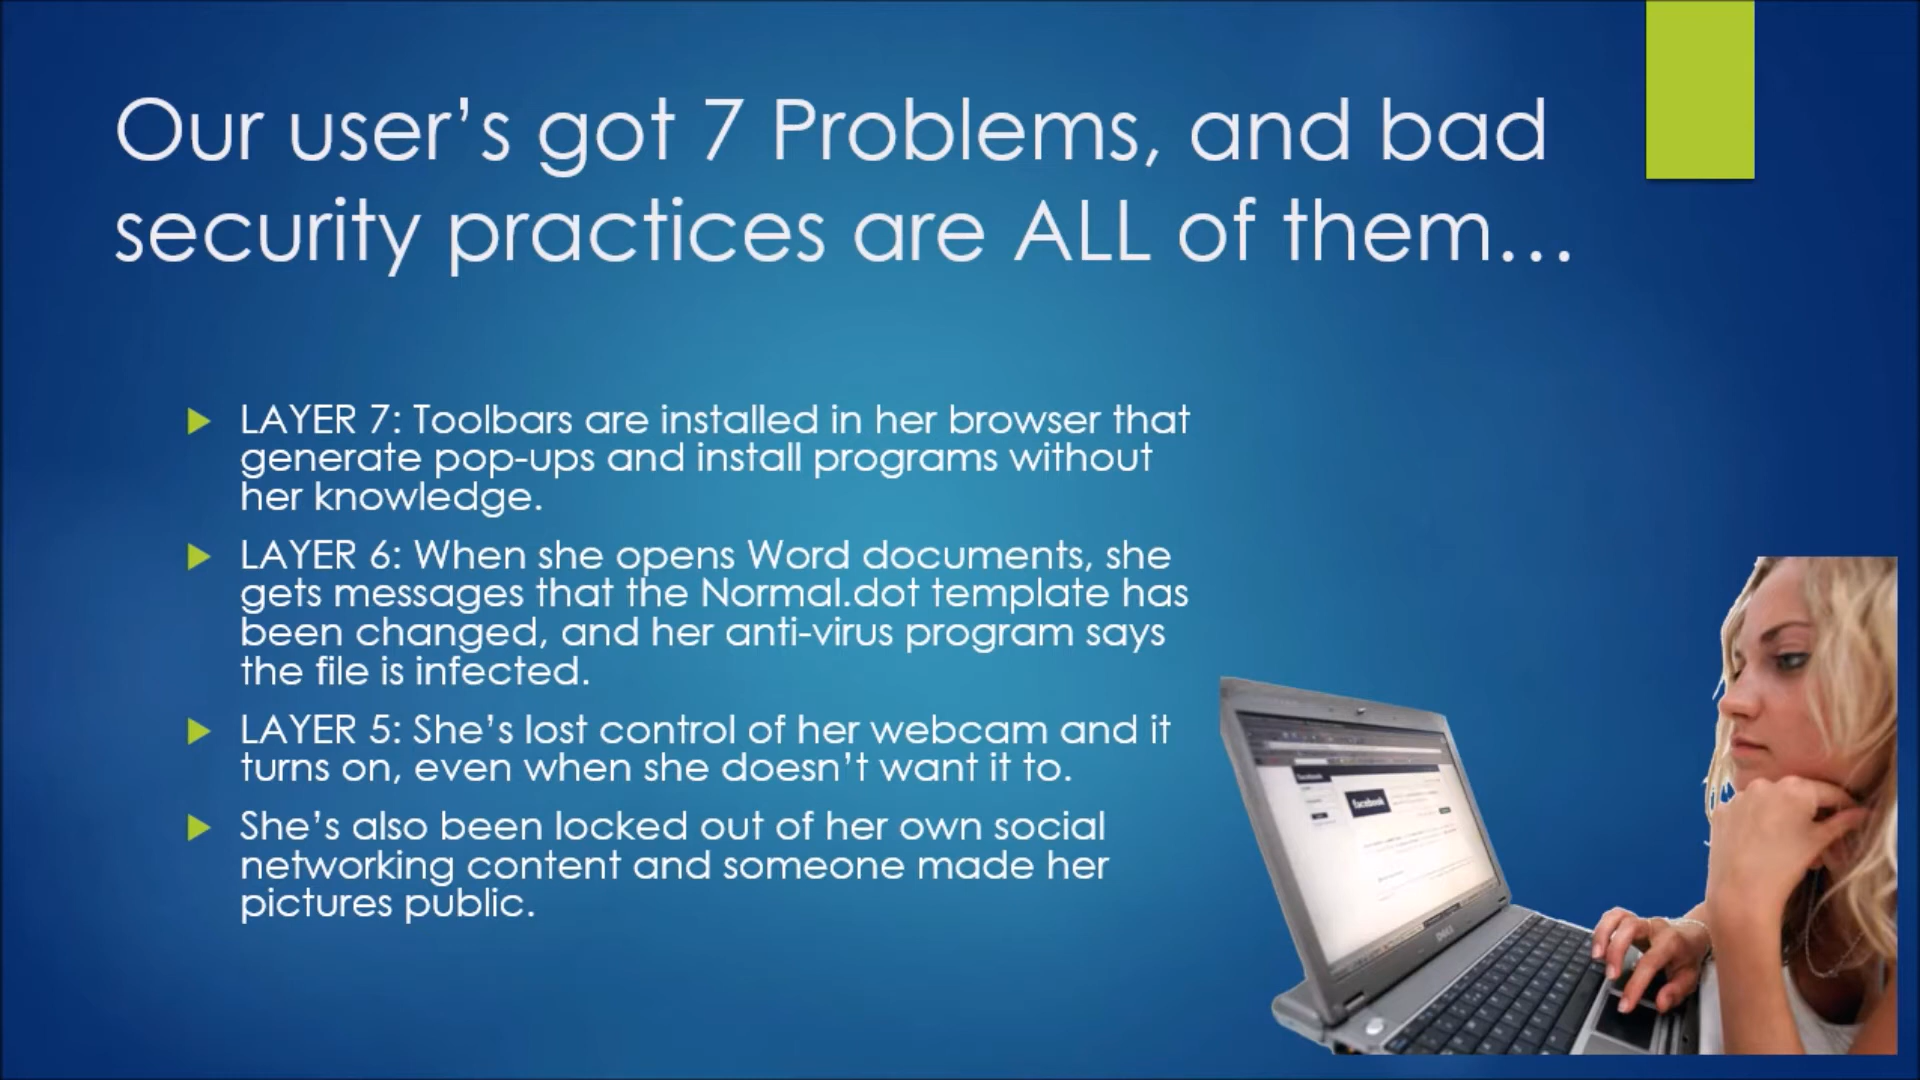 Our user's got 7 Problems, and bad
security practices are ALL of them...
LAYER 7: Toolbars are installed in her browser that
generate pop-ups and install programs without
her knowledge.
LAYER 6: When she opens Word documents, she
gets messages that the Normal.dot template has
been changed, and her anti-virus program says
the file is infected.
LAYER 5: She's lost control of her webcam and it
turns on, even when she doesn't want it to.
She's also been locked out of her own social
networking content and someone made her
pictures public.
facebook
DELL